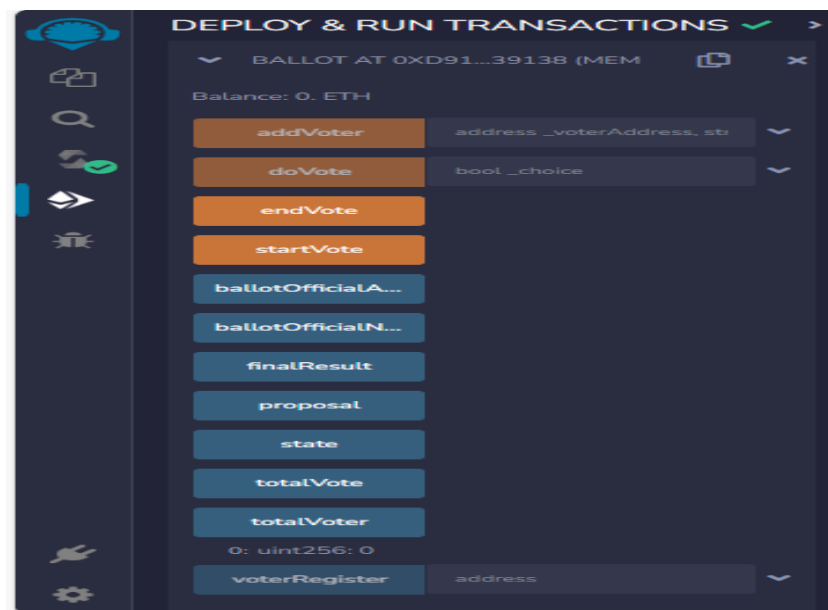 DEPLOY & RUN TRANSACTIONS
BALLOT AT 0XD91...39138 (MEM
Balance: 0. ETH
addVoter address _voterAddress, str
doVote bool _choice
endVote
startVote
ballotOfficialA...
ballotOfficialN...
finalResult
proposal
state
totalVote
totalVoter
0: uint256: 0
voterRegister address